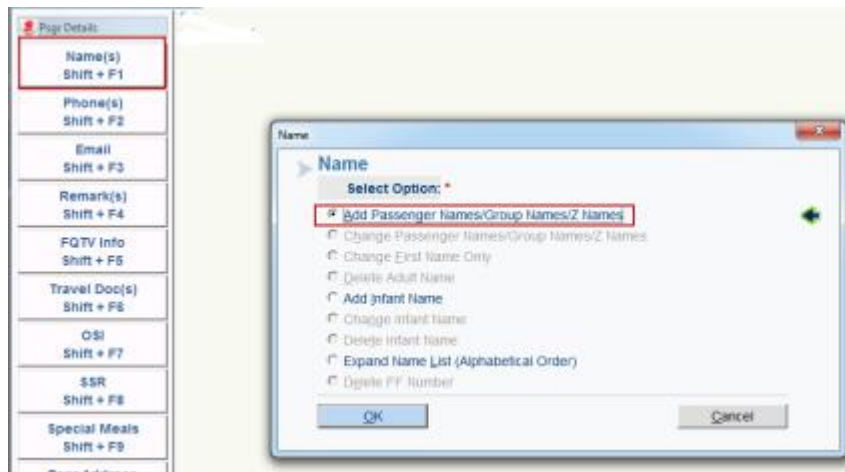 Psgr Details
Name(s)
Shift + F1
Phone(s)
Shift + F2
Email
Shift + F3
Remark(s)
Shift + F4
FQTV Info
Shift + F5
Travel Doc(s)
Shift + F6
OSI
Shift + F7
SSR
Shift + F8
Special Meals
Shift + F9
Name
Name
Select Option: *
Add Passenger Names/Group Names/Z Names
Change Passenger Names/Group Names/Z Names
Change First Name Only
Delete Adult Name
Add Infant Name
Change Infant Name
Delete Infant Name
Expand Name List (Alphabetical Order)
Delete FF Number
OK
Cancel